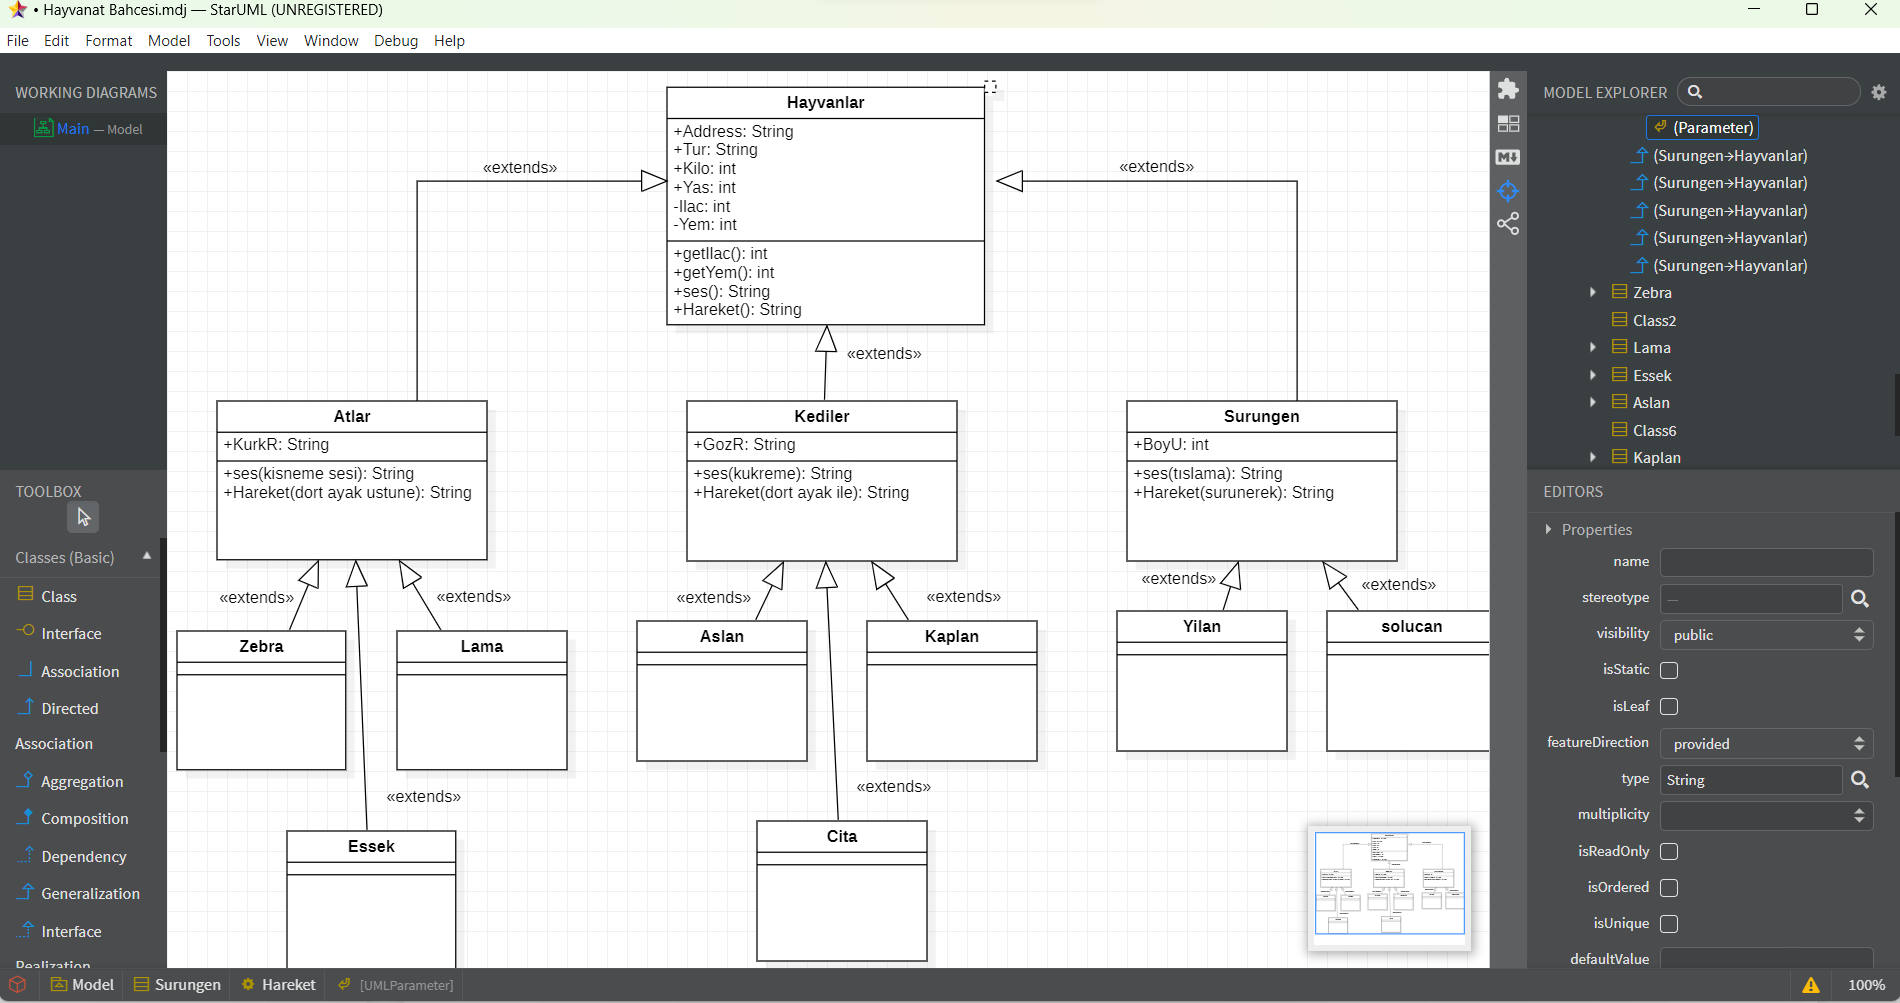 • Hayvanat Bahcesi.mdj — StarUML (UNREGISTERED)
File Edit Format Model Tools View Window Debug Help
WORKING DIAGRAMS
Main — Model
TOOLBOX
Classes (Basic)
Class
Interface
Association
Directed
Association
Aggregation
Composition
Dependency
Generalization
Interface
Realization
Hayvanlar
+Address: String
+Tur: String
+Kilo: int
+Yas: int
-Ilac: int
-Yem: int
+getIlac(): int
+getYem(): int
+ses(): String
+Hareket(): String
«extends»
«extends»
«extends»
Atlar
+KurkR: String
+ses(kisneme sesi): String
+Hareket(dort ayak ustune): String
Kediler
+GozR: String
+ses(kukreme): String
+Hareket(dort ayak ile): String
Surungen
+BoyU: int
+ses(tıslama): String
+Hareket(surunerek): String
«extends»
«extends»
«extends»
«extends»
«extends»
«extends»
Zebra
Lama
Aslan
Kaplan
Yilan
solucan
«extends»
«extends»
Essek
Cita
M
MODEL EXPLORER
(Parameter)
(Surungen→Hayvanlar)
(Surungen→Hayvanlar)
(Surungen→Hayvanlar)
(Surungen→Hayvanlar)
(Surungen→Hayvanlar)
Zebra
Class2
Lama
Essek
Aslan
Class6
Kaplan
EDITORS
Properties
name
stereotype —
visibility public
isStatic
isLeaf
featureDirection provided
type String
multiplicity
isReadOnly
isOrdered
isUnique
defaultValue
Model Surungen Hareket [UMLParameter]
100%